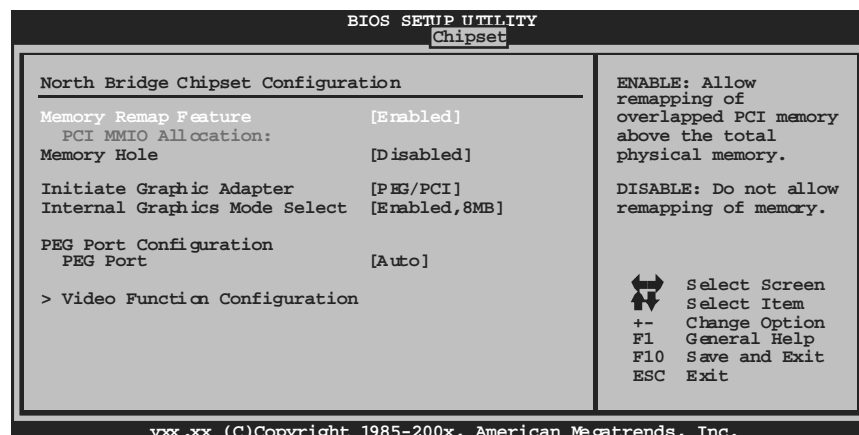 BIOS SETUP UTILITY
Chipset
North Bridge Chipset Configuration
Memory Remap Feature [Enabled]
PCI MMIO Allocation:
Memory Hole [Disabled]
Initiate Graphic Adapter [PEG/PCI]
Internal Graphics Mode Select [Enabled,8MB]
PEG Port Configuration
PEG Port [Auto]
> Video Function Configuration
ENABLE: Allow
remapping of
overlapped PCI memory
above the total
physical memory.
DISABLE: Do not allow
remapping of memory.
Select Screen
Select Item
+- Change Option
F1 General Help
F10 Save and Exit
ESC Exit
vxx.xx (C)Copyright 1985-200x, American Megatrends, Inc.